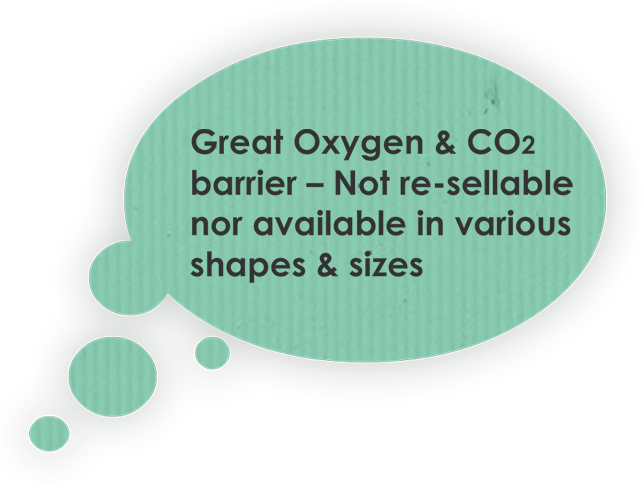 Great Oxygen & CO2
barrier – Not re-sellable
nor available in various
shapes & sizes